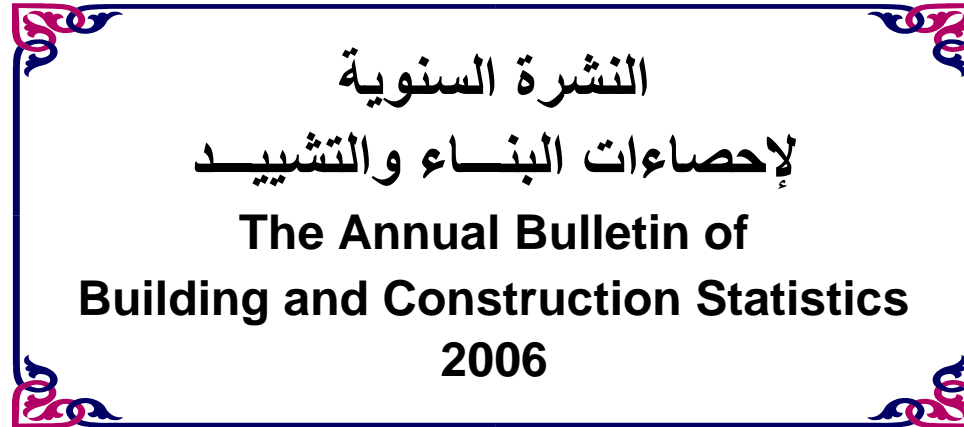 النشرة السنوية
لإحصاءات البنـــاء والتشييـــد
The Annual Bulletin of
Building and Construction Statistics
2006